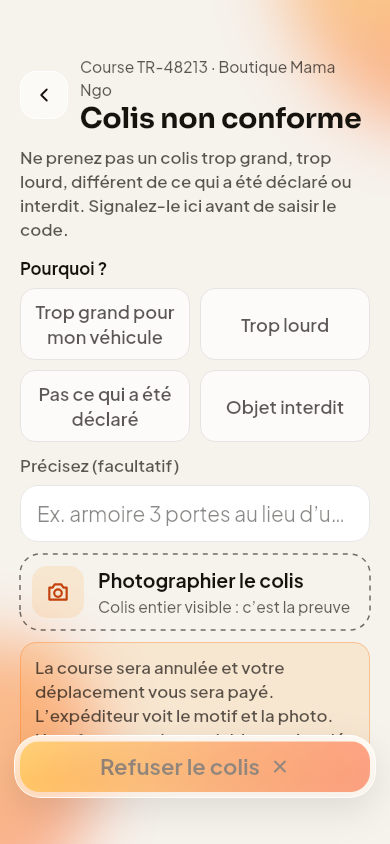 Course TR-48213 · Boutique Mama
Ngo
Colis non conforme
Ne prenez pas un colis trop grand, trop
lourd, différent de ce qui a été déclaré ou
interdit. Signalez-le ici avant de saisir le
code.
Pourquoi ?
Trop grand pour
mon véhicule
Trop lourd
Pas ce qui a été
déclaré
Objet interdit
Précisez (facultatif)
Ex. armoire 3 portes au lieu d’u…
Photographier le colis
Colis entier visible : c’est la preuve
La course sera annulée et votre
déplacement vous sera payé.
L’expéditeur voit le motif et la photo.
Refuser le colis